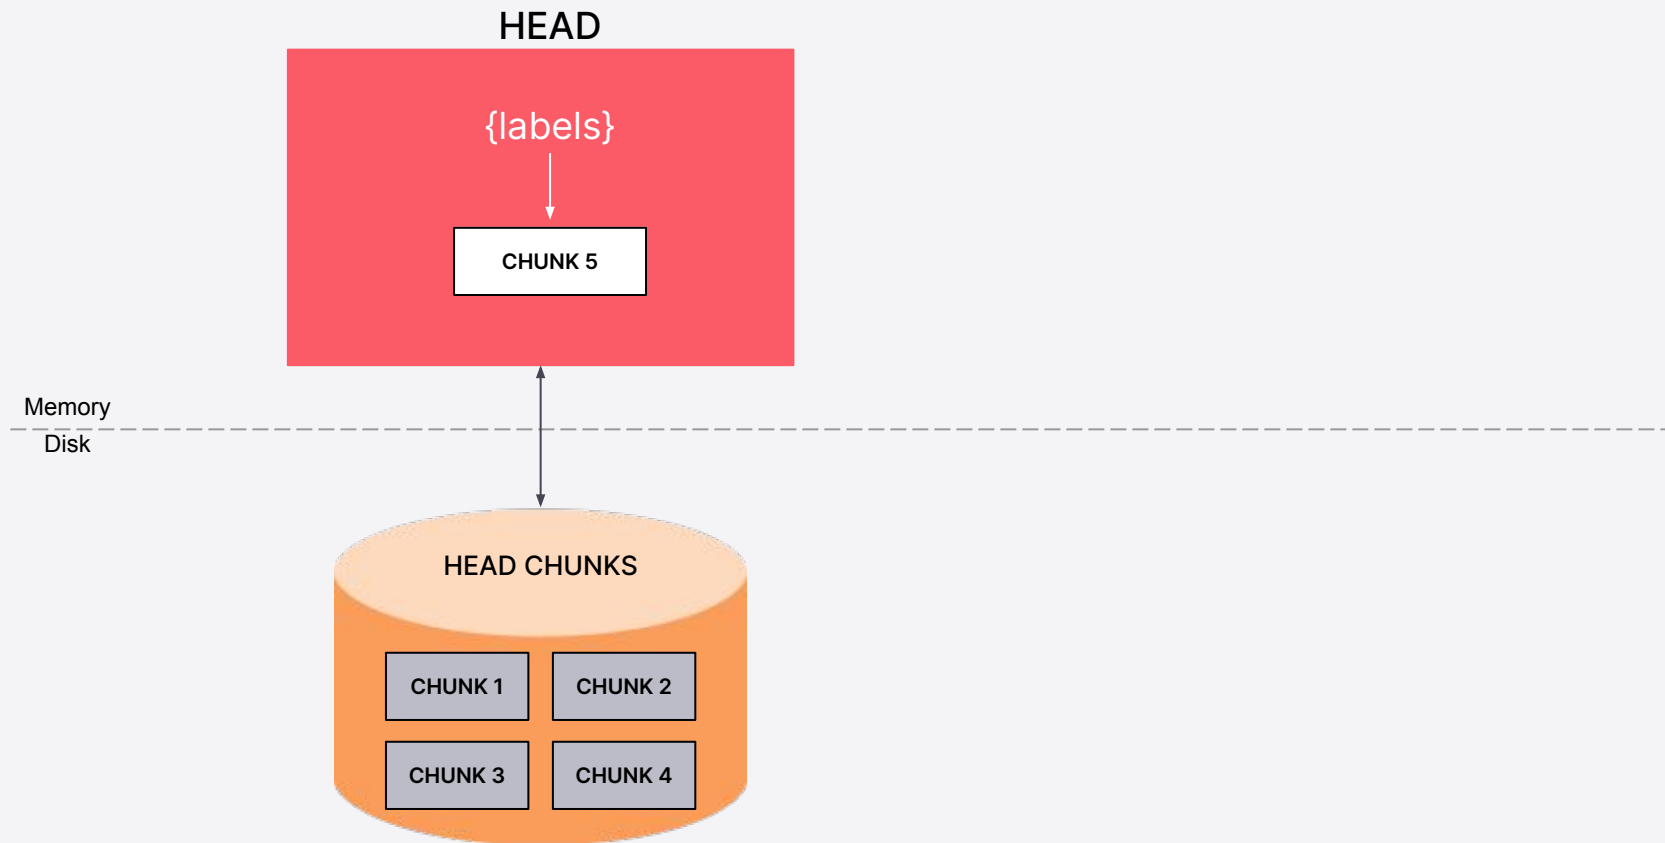 HEAD
{labels}
CHUNK 5
Memory
Disk
HEAD CHUNKS
CHUNK 1
CHUNK 2
CHUNK 3
CHUNK 4